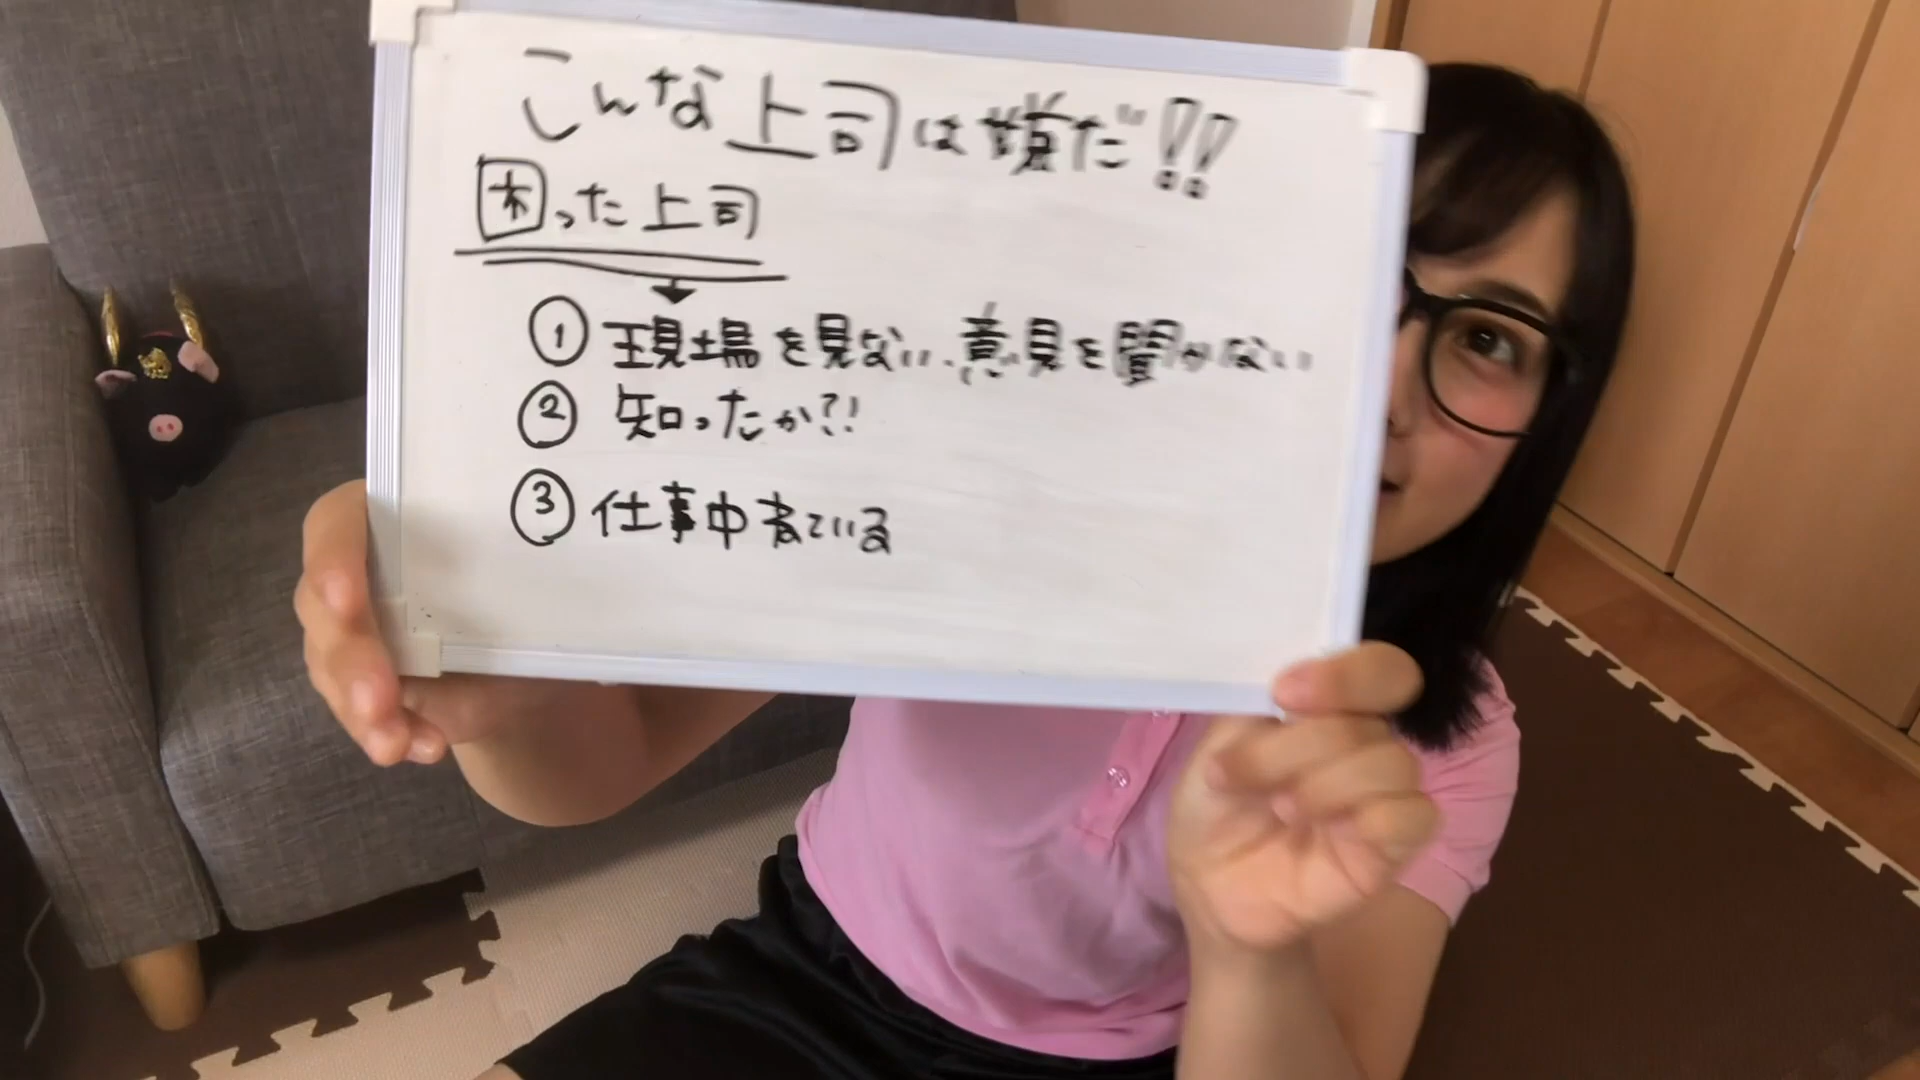 こんな上司は嫌だ!!
困った上司
① 現場を見ない、意見を聞かない
② 知ったか?!
③ 仕事中ている